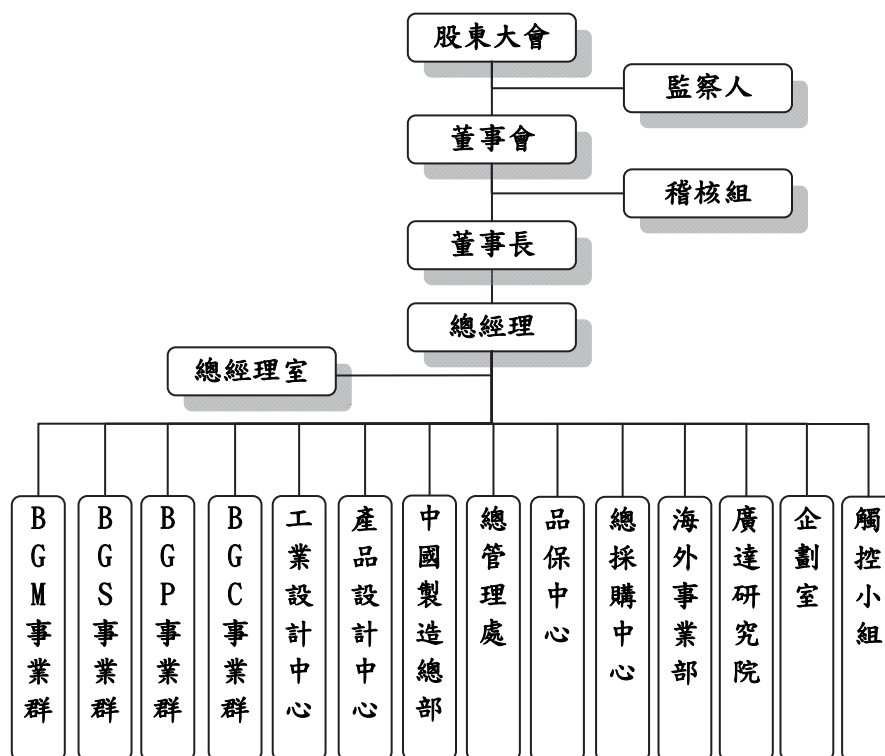 股東大會
監察人
董事會
稽核組
董事長
總經理
總經理室
BGM事業群
BGS事業群
BGP事業群
BGC事業群
工業設計中心
產品設計中心
中國製造總部
總管理處
品保中心
總採購中心
海外事業部
廣達研究院
企劃室
觸控小組